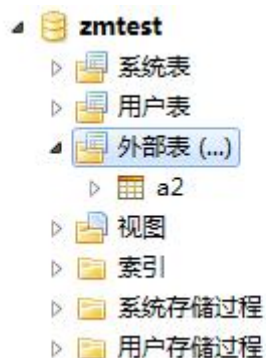 zmtest
系统表
用户表
外部表 (...)
a2
视图
索引
系统存储过程
用户存储过程